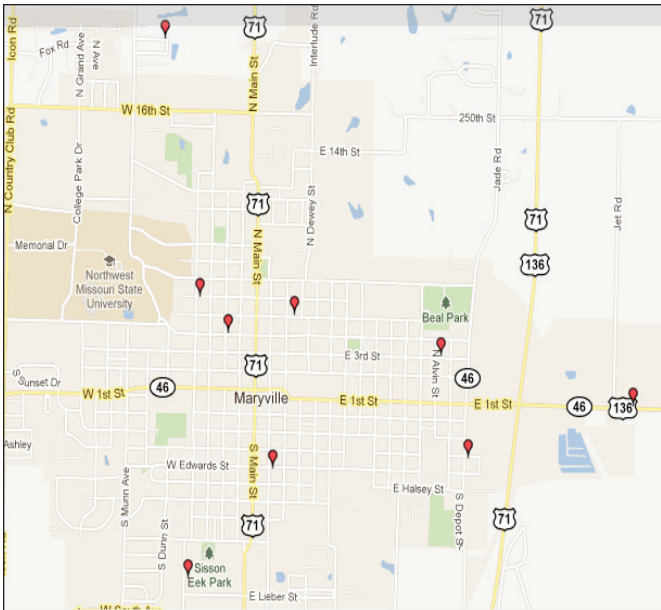 Icon Rd
Fox Rd
N Ave
N Grand Ave
71
N Main St
Interlude Rd
71
W 16th St
250th St
N Country Club Rd
College Park Dr
E 14th St
Jade Rd
Jet Rd
71
N Dewey St
71
Memorial Dr
N Main St
136
Northwest
Missouri State
University
Beal Park
E 3rd St
N Alvin St
71
S Sunset Dr
W 1st St
46
46
Maryville
E 1st St
E 1st St
46
136
Ashley
W Edwards St
S Main St
S Munn Ave
E Halsey St
S Depot St
71
71
S Dunn St
Sisson
Eek Park
E Lieber St
W South A